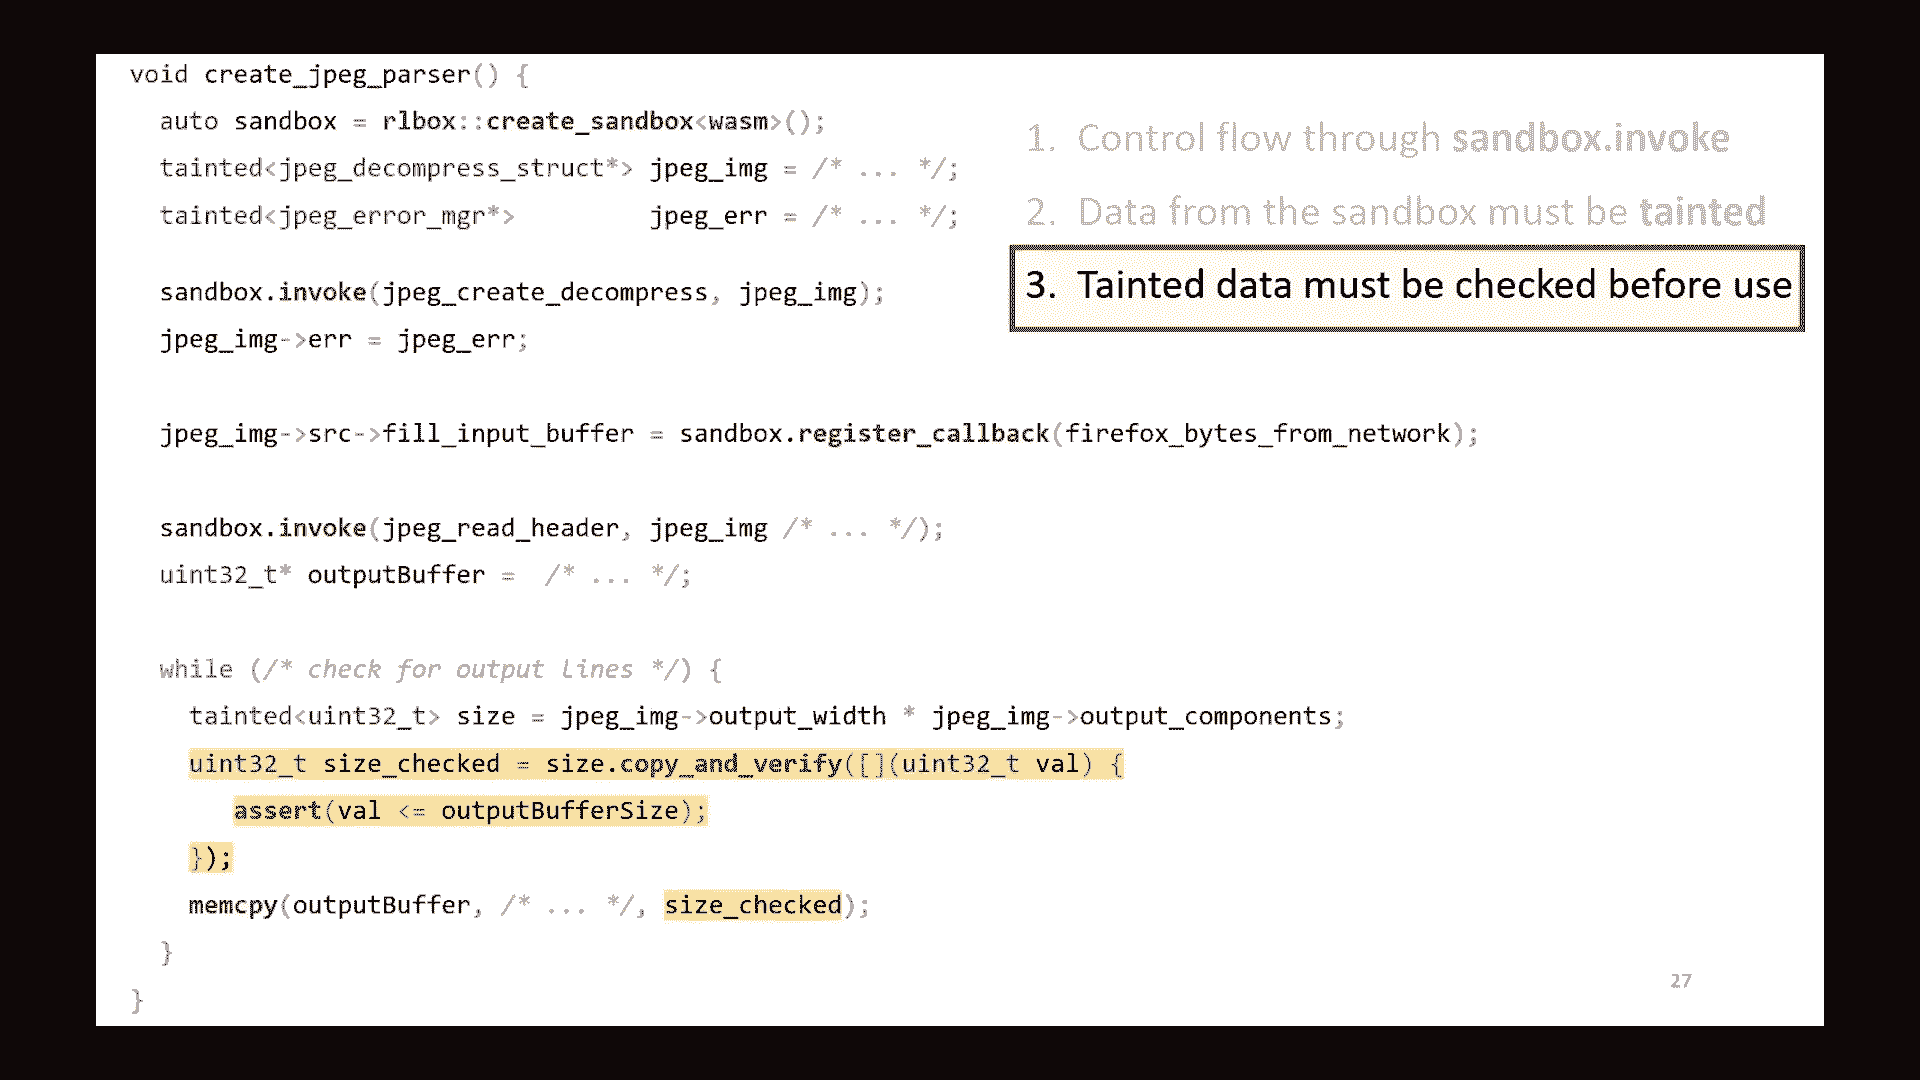 void create_jpeg_parser() {
auto sandbox = rlbox::create_sandbox<wasm>();
tainted<jpeg_decompress_struct*> jpeg_img = /* ... */;
tainted<jpeg_error_mgr*> jpeg_err = /* ... */;
sandbox.invoke(jpeg_create_decompress, jpeg_img);
jpeg_img->err = jpeg_err;
jpeg_img->src->fill_input_buffer = sandbox.register_callback(firefox_bytes_from_network);
sandbox.invoke(jpeg_read_header, jpeg_img /* ... */);
uint32_t* outputBuffer = /* ... */;
while (/* check for output lines */) {
tainted<uint32_t> size = jpeg_img->output_width * jpeg_img->output_components;
uint32_t size_checked = size.copy_and_verify([](uint32_t val) {
assert(val <= outputBufferSize);
});
memcpy(outputBuffer, /* ... */, size_checked);
}
}
1. Control flow through sandbox.invoke
2. Data from the sandbox must be tainted
3. Tainted data must be checked before use
27